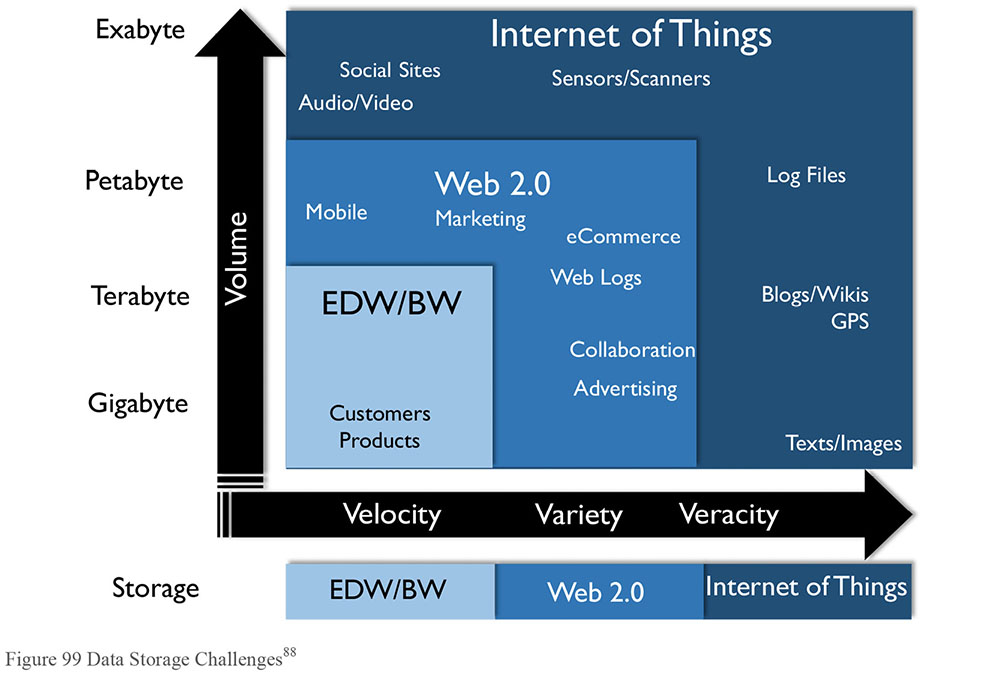 Exabyte
Internet of Things
Social Sites
Sensors/Scanners
Audio/Video
Petabyte
Web 2.0
Log Files
Mobile
Marketing
eCommerce
Volume
Web Logs
Terabyte
EDW/BW
Blogs/Wikis
GPS
Collaboration
Advertising
Gigabyte
Customers
Products
Texts/Images
Velocity
Variety
Veracity
Storage
EDW/BW
Web 2.0
Internet of Things
Figure 99 Data Storage Challenges88